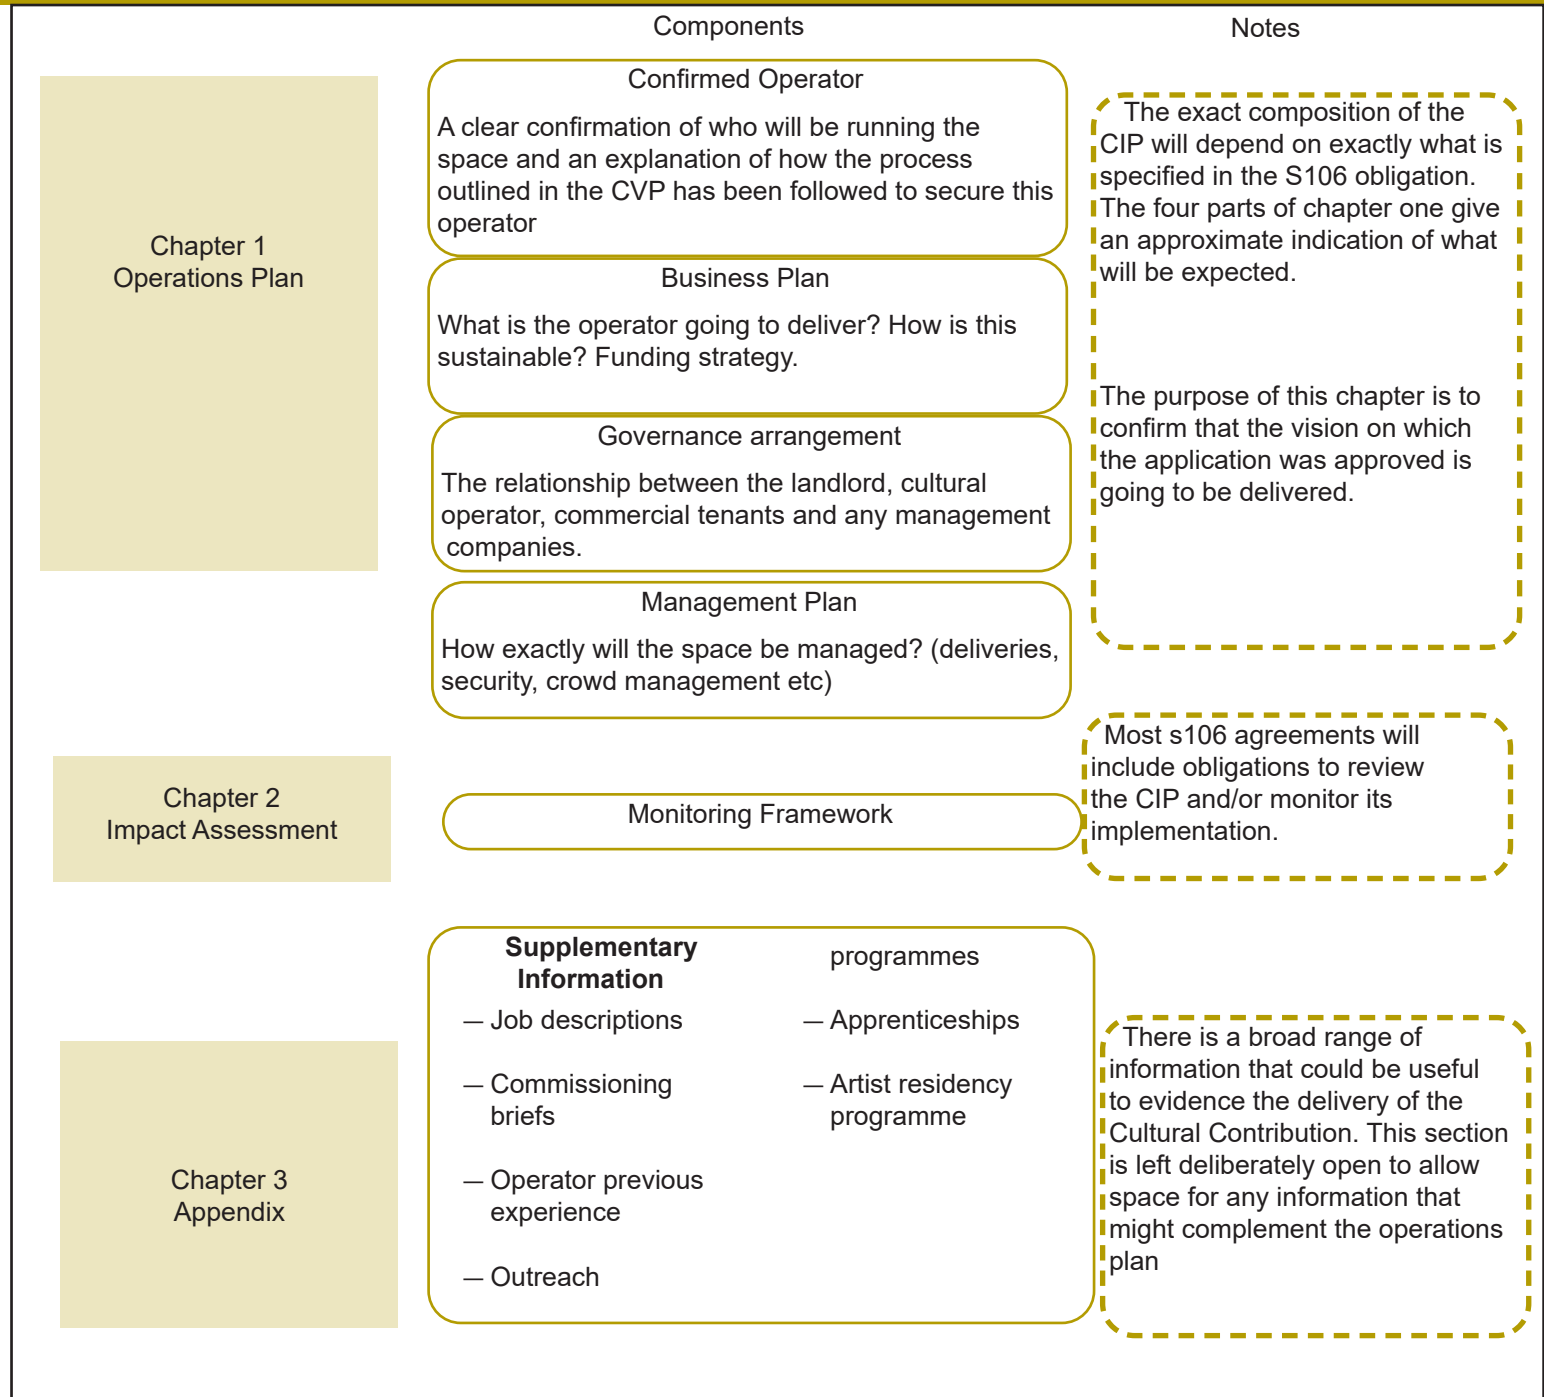 Components
Notes
Chapter 1
Operations Plan
Confirmed Operator
A clear confirmation of who will be running the
space and an explanation of how the process
outlined in the CVP has been followed to secure this
operator
Business Plan
What is the operator going to deliver? How is this
sustainable? Funding strategy.
Governance arrangement
The relationship between the landlord, cultural
operator, commercial tenants and any management
companies.
Management Plan
How exactly will the space be managed? (deliveries,
security, crowd management etc)
The exact composition of the
CIP will depend on exactly what is
specified in the S106 obligation.
The four parts of chapter one give
an approximate indication of what
will be expected.
The purpose of this chapter is to
confirm that the vision on which
the application was approved is
going to be delivered.
Chapter 2
Impact Assessment
Monitoring Framework
Most s106 agreements will
include obligations to review
the CIP and/or monitor its
implementation.
Chapter 3
Appendix
Supplementary
Information
— Job descriptions
— Commissioning
briefs
— Operator previous
experience
— Outreach
programmes
— Apprenticeships
— Artist residency
programme
There is a broad range of
information that could be useful
to evidence the delivery of the
Cultural Contribution. This section
is left deliberately open to allow
space for any information that
might complement the operations
plan